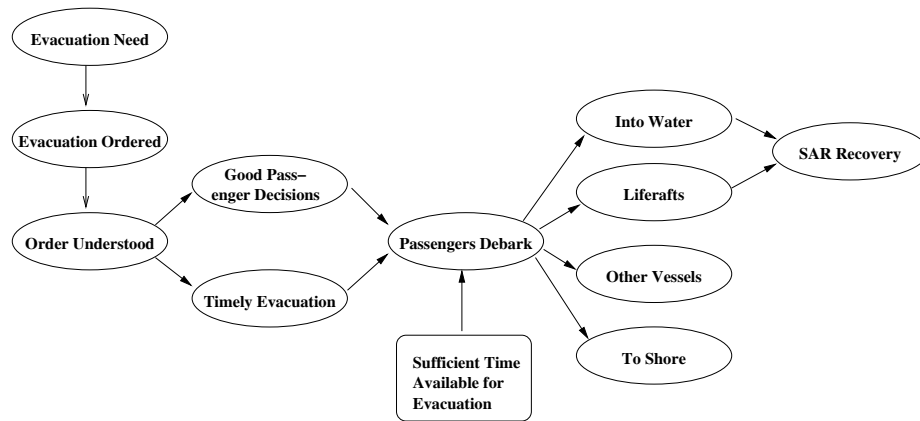 Evacuation Need
Evacuation Ordered
Order Understood
Good Pass–
enger Decisions
Timely Evacuation
Passengers Debark
Sufficient Time
Available for
Evacuation
Into Water
Liferafts
Other Vessels
To Shore
SAR Recovery